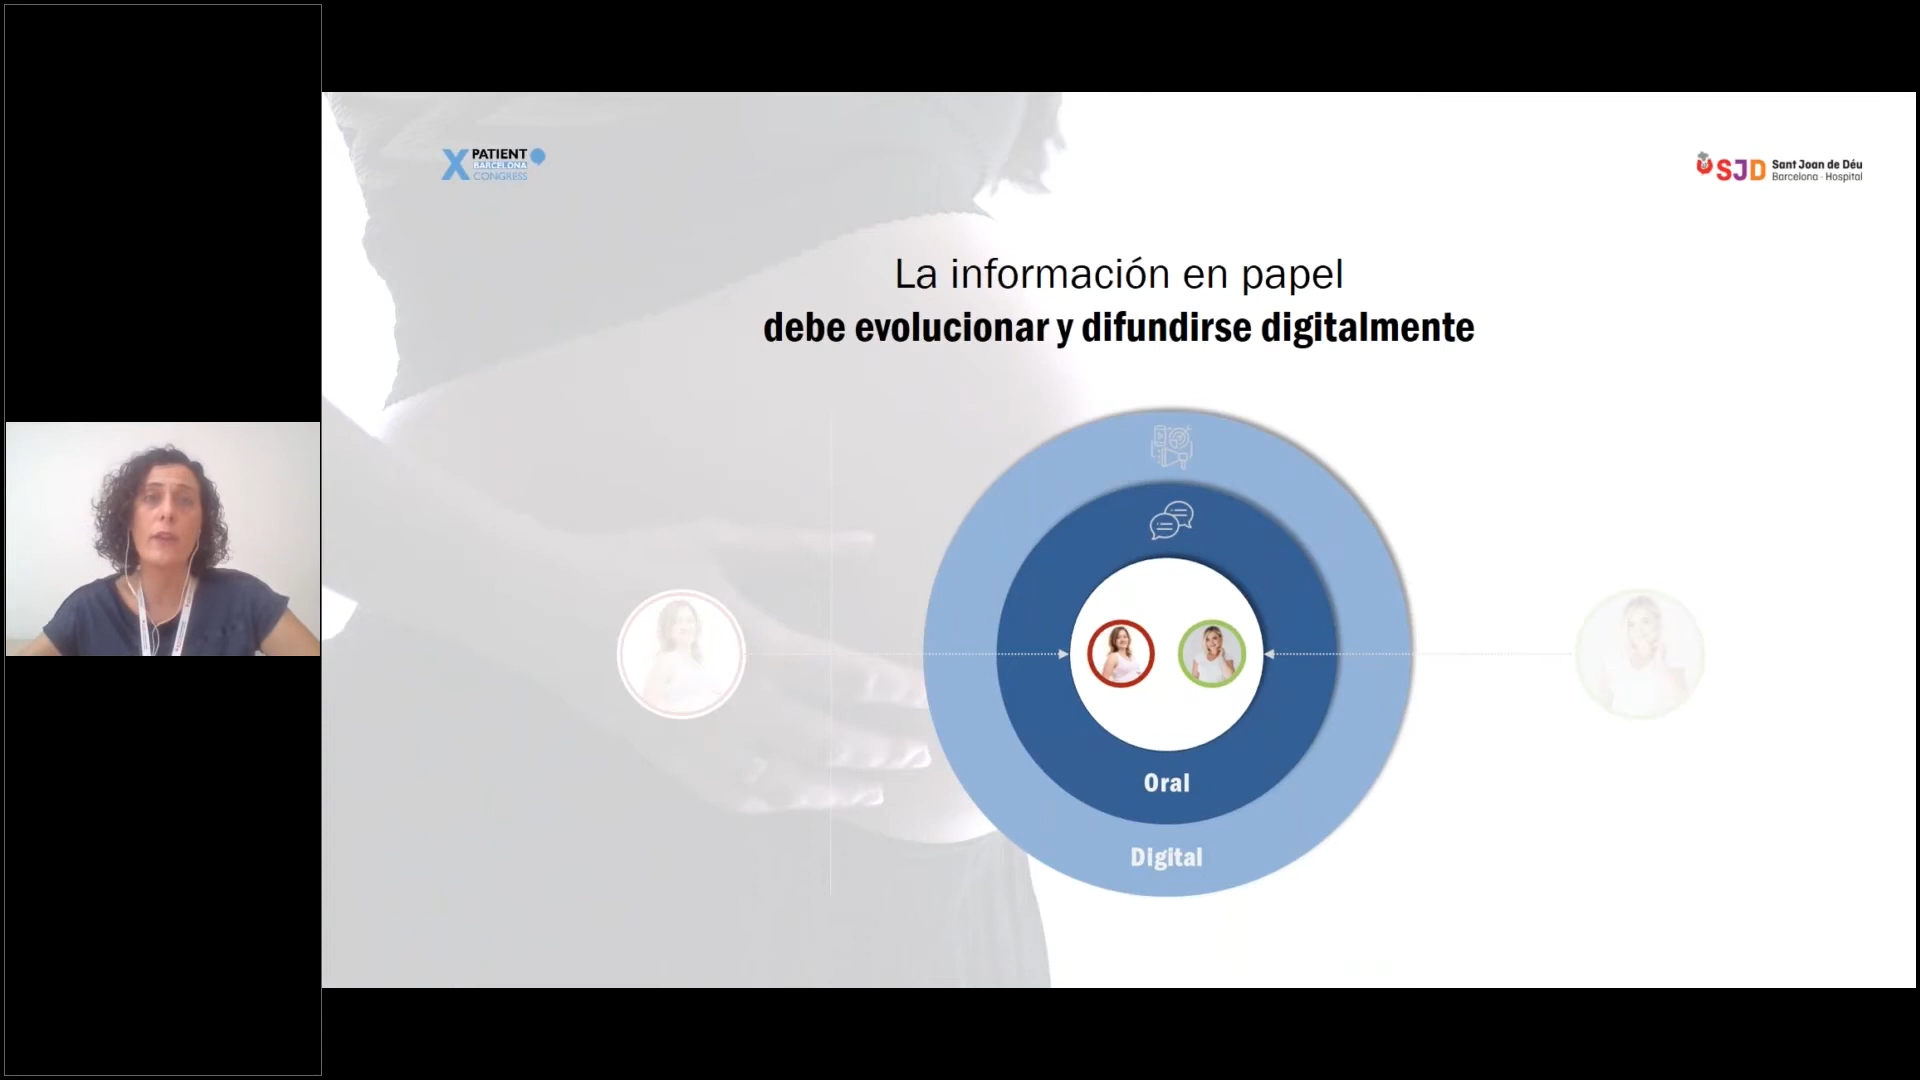 X PATIENT
BARCELONA
CONGRESS
SJD Sant Joan de Déu
Barcelona · Hospital
La información en papel
debe evolucionar y difundirse digitalmente
Oral
Digital